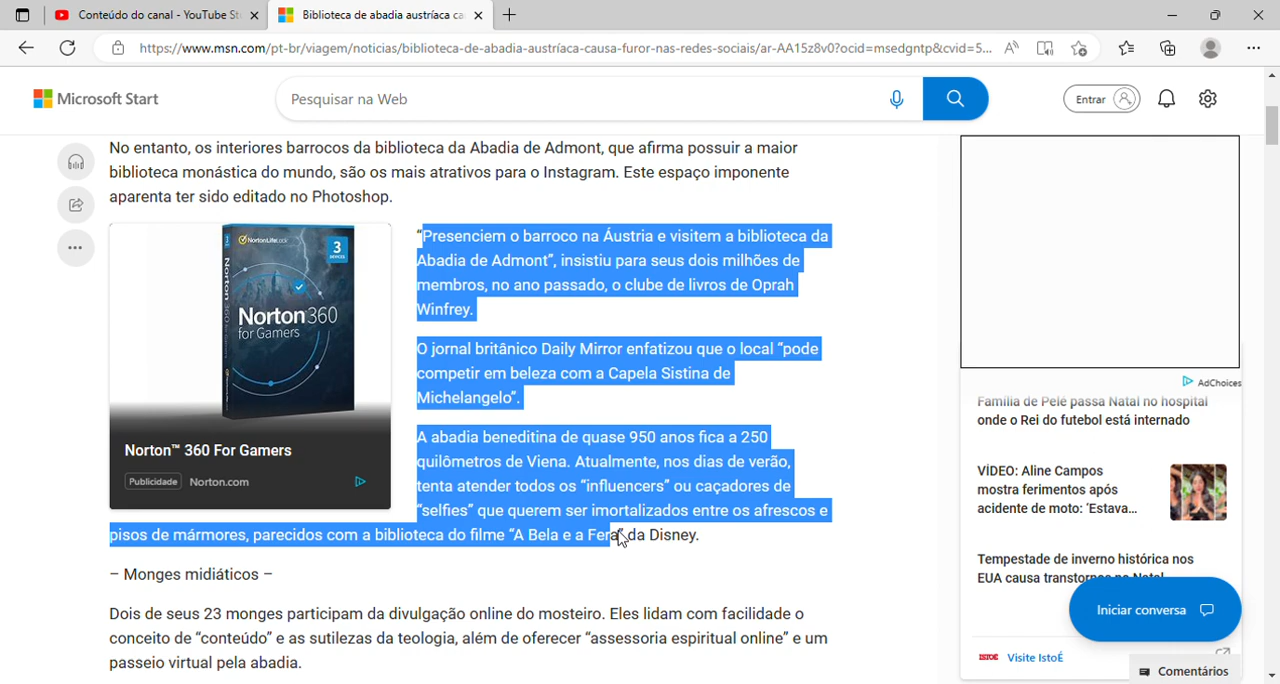 Conteúdo do canal - YouTube St
Biblioteca de abadia austríaca ca
https://www.msn.com/pt-br/viagem/noticias/biblioteca-de-abadia-austríaca-causa-furor-nas-redes-sociais/ar-AA15z8v0?ocid=msedgntp&cvid=5...
Microsoft Start
Pesquisar na Web
Entrar
No entanto, os interiores barrocos da biblioteca da Abadia de Admont, que afirma possuir a maior
biblioteca monástica do mundo, são os mais atrativos para o Instagram. Este espaço imponente
aparenta ter sido editado no Photoshop.
NortonLifeLock
3
DEVICES
Norton 360 for Gamers
Norton 360
for Gamers
Norton™ 360 For Gamers
Publicidade Norton.com
“Presenciem o barroco na Áustria e visitem a biblioteca da
Abadia de Admont”, insistiu para seus dois milhões de
membros, no ano passado, o clube de livros de Oprah
Winfrey.
O jornal britânico Daily Mirror enfatizou que o local “pode
competir em beleza com a Capela Sistina de
Michelangelo”.
A abadia beneditina de quase 950 anos fica a 250
quilômetros de Viena. Atualmente, nos dias de verão,
tenta atender todos os “influencers” ou caçadores de
“selfies” que querem ser imortalizados entre os afrescos e
pisos de mármores, parecidos com a biblioteca do filme “A Bela e a Fera” da Disney.
– Monges midiáticos –
Dois de seus 23 monges participam da divulgação online do mosteiro. Eles lidam com facilidade o
conceito de “conteúdo” e as sutilezas da teologia, além de oferecer “assessoria espiritual online” e um
passeio virtual pela abadia.
AdChoices
Família de Pelé passa Natal no hospital
onde o Rei do futebol está internado
VÍDEO: Aline Campos
mostra ferimentos após
acidente de moto: 'Estava...
Tempestade de inverno histórica nos
EUA causa transtornos no Natal
Iniciar conversa
ISTOÉ Visite IstoÉ
Comentários